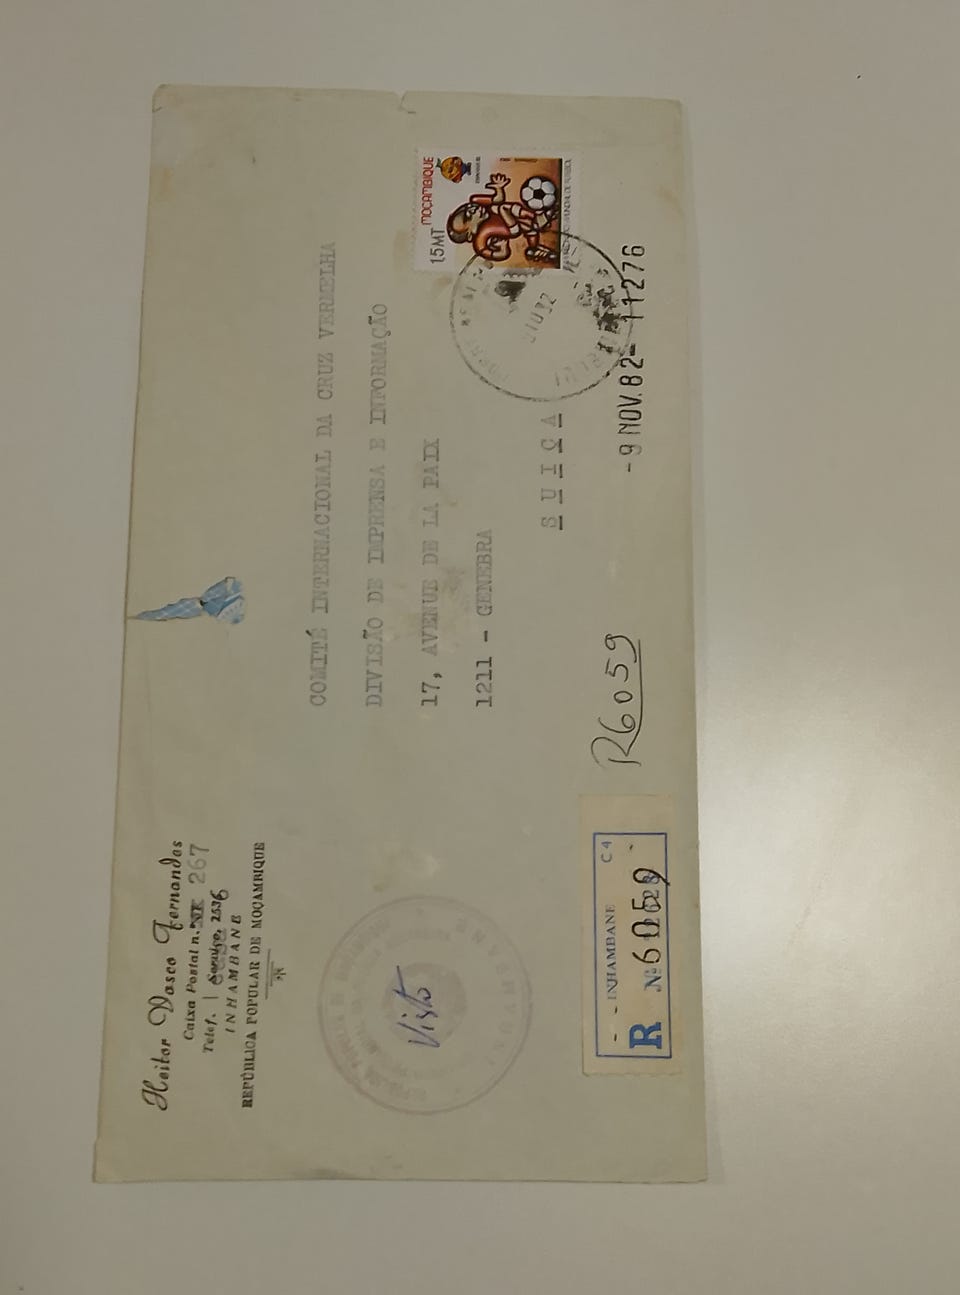 Heitor Vasco Fernandes
Caixa Postal n. 267
Telef. 2536
INHAMBANE
REPÚBLICA POPULAR DE MOÇAMBIQUE
MOÇAMBIQUE
15MT
COMITÉ INTERNACIONAL DA CRUZ VERMELHA
DIVISÃO DE IMPRENSA E INFORMAÇÃO
17, AVENUE DE LA PAIX
1211 - GENEBRA
SUIÇA
Visto
- 9 NOV. 82 - 11276
R6059
INHAMBANE C 4
R Nº 6059